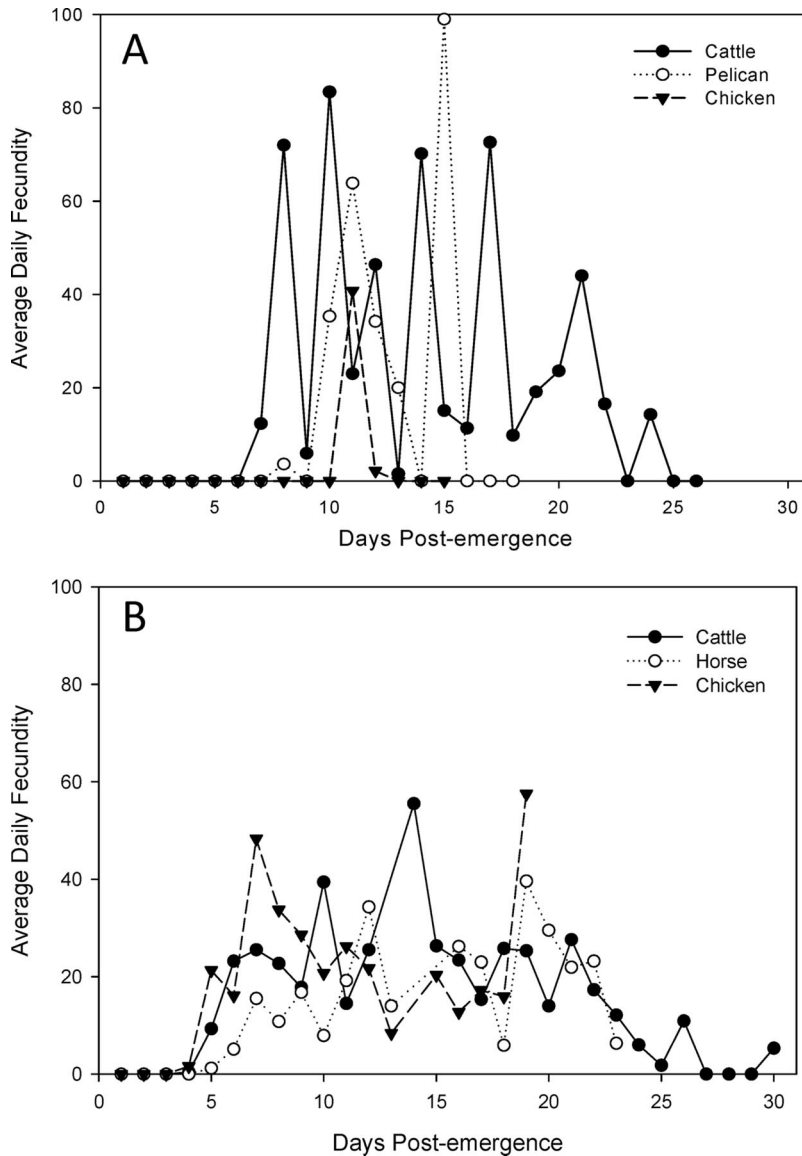 A
Cattle
Pelican
Chicken
100
80
60
40
20
0
Average Daily Fecundity
0 5 10 15 20 25 30
Days Post-emergence
B
Cattle
Horse
Chicken
100
80
60
40
20
0
Average Daily Fecundity
0 5 10 15 20 25 30
Days Post-emergence